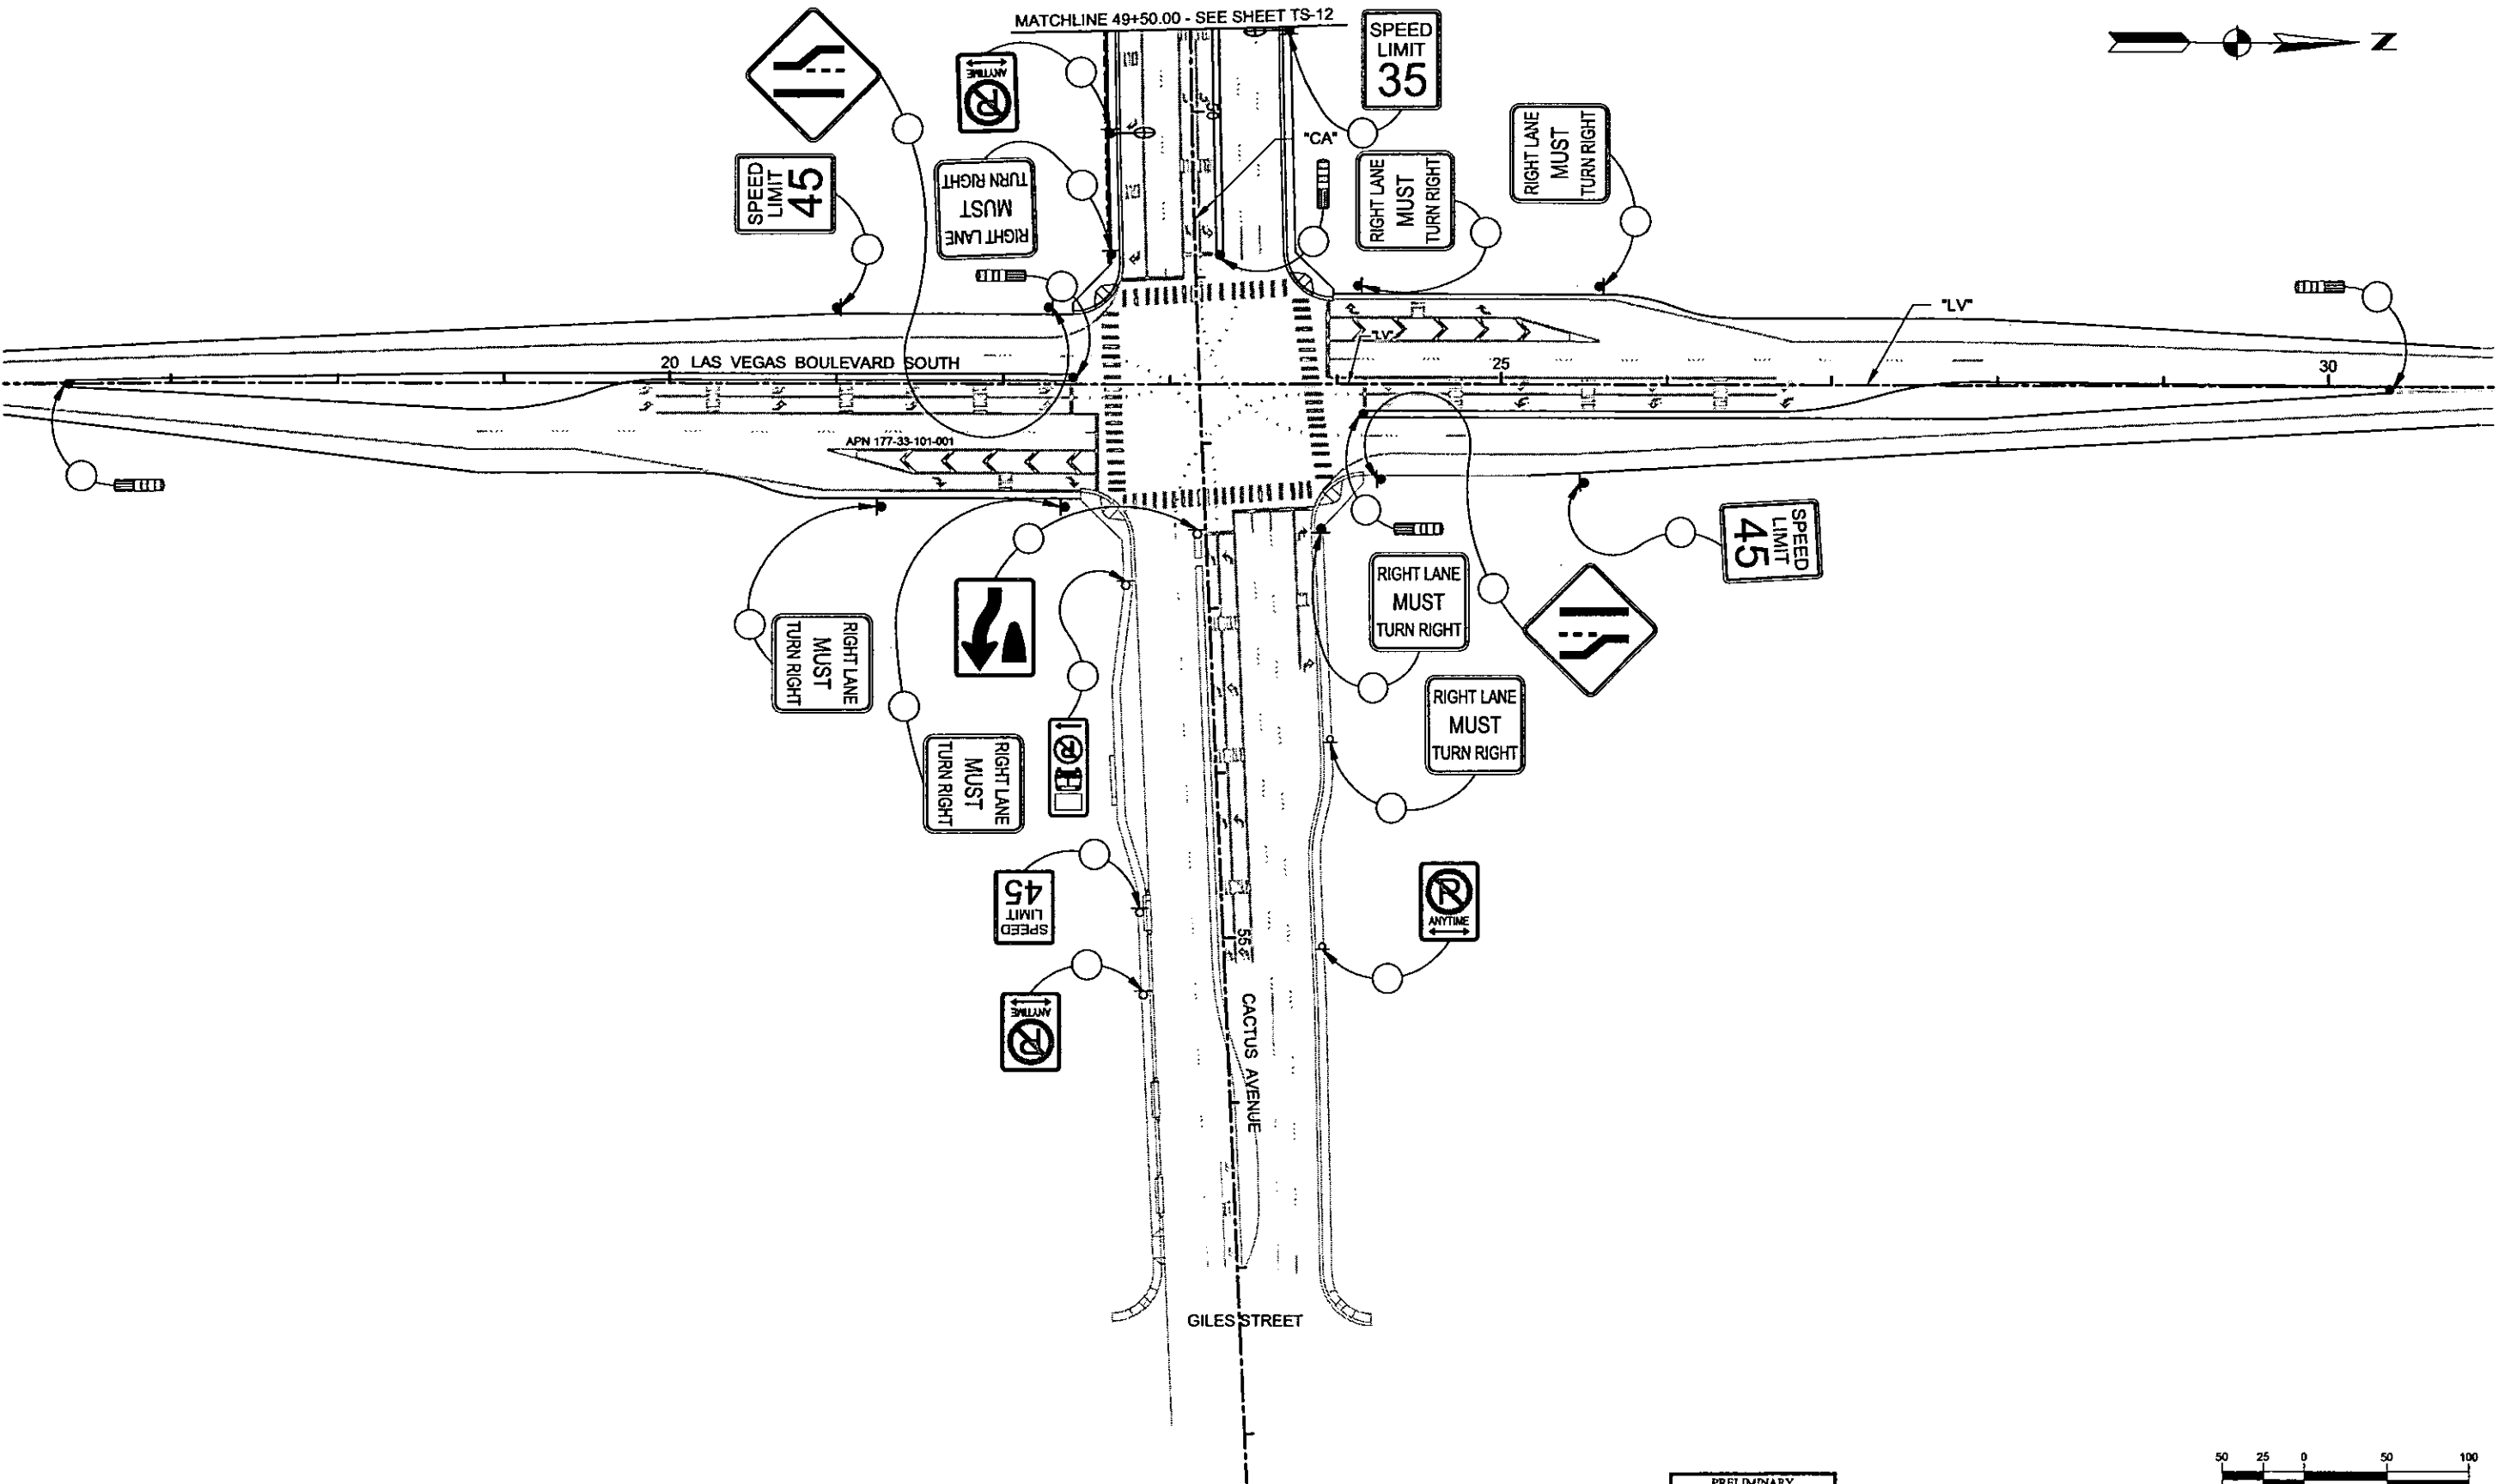 MATCHLINE 49+50.00 - SEE SHEET TS-12
SPEED
LIMIT
35
ANYTIME
Z
"CA"
50
SPEED
LIMIT
45
RIGHT LANE
MUST
TURN RIGHT
RIGHT LANE
MUST
TURN RIGHT
RIGHT LANE
MUST
TURN RIGHT
"LV"
"LV"
20 LAS VEGAS BOULEVARD SOUTH
25
30
APN 177-33-101-001
SPEED
LIMIT
45
RIGHT LANE
MUST
TURN RIGHT
RIGHT LANE
MUST
TURN RIGHT
RIGHT LANE
MUST
TURN RIGHT
RIGHT LANE
MUST
TURN RIGHT
SPEED
LIMIT
45
P
ANYTIME
ANYTIME
55
CACTUS AVENUE
GILES STREET
PRELIMINARY
50 25 0 50 100